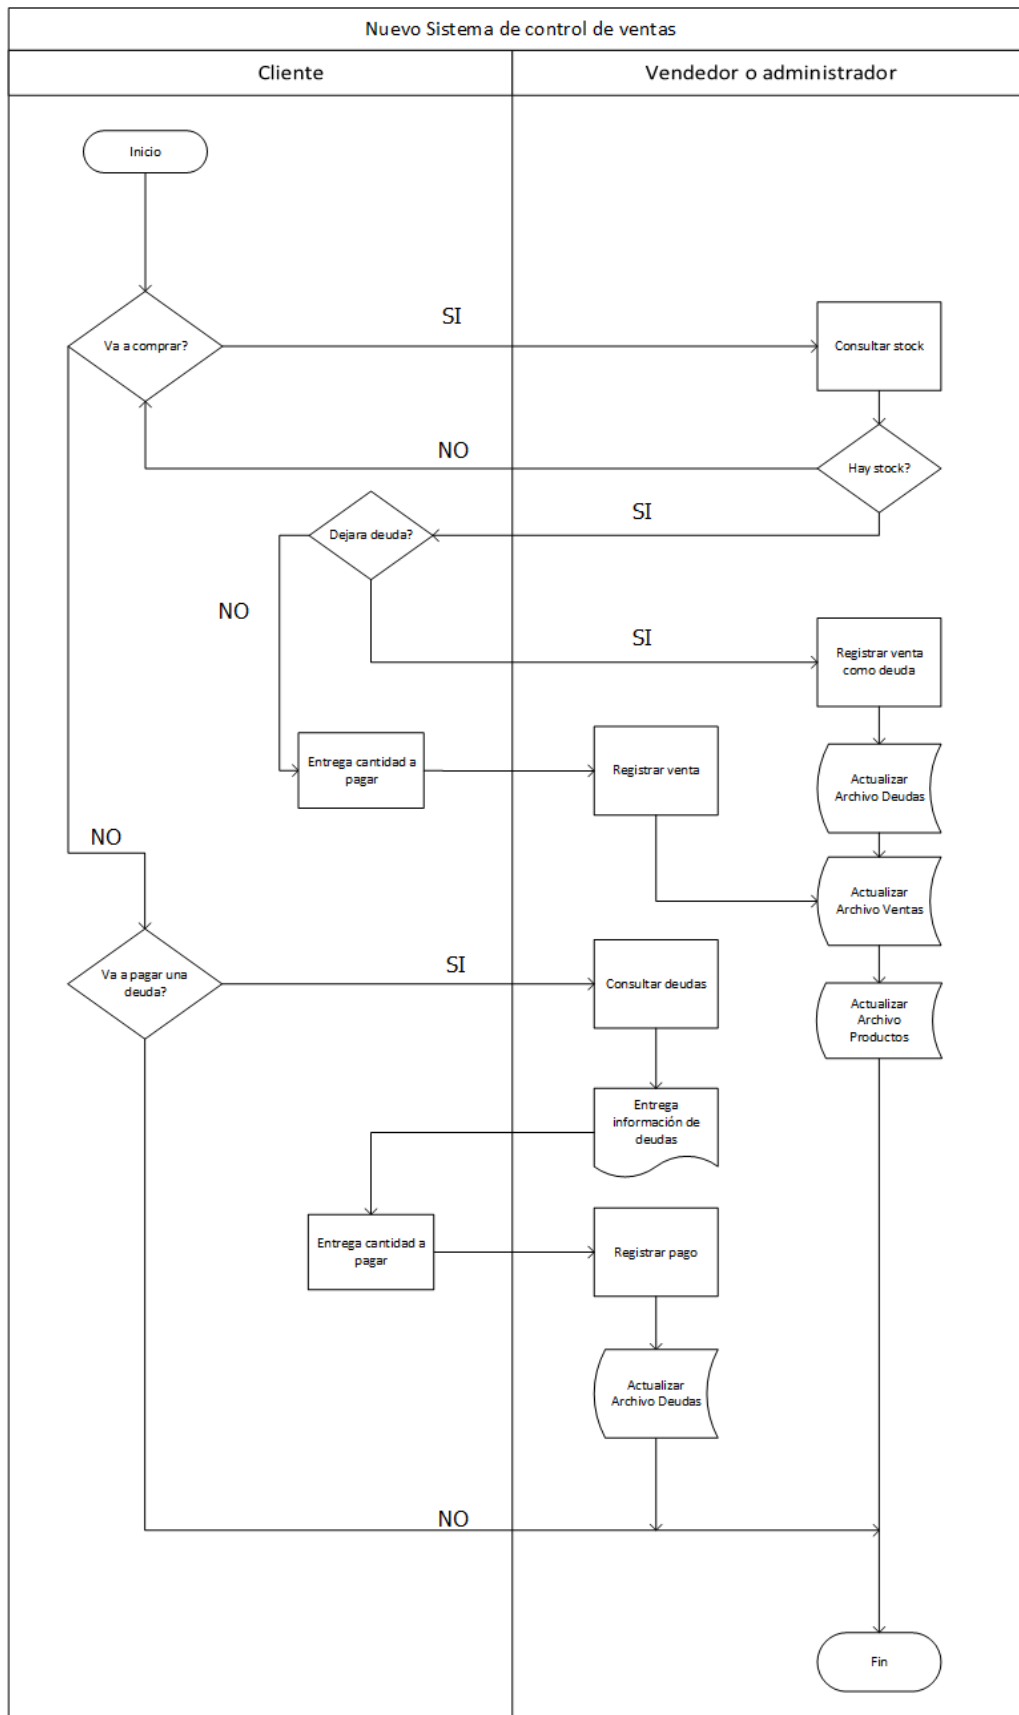 Nuevo Sistema de control de ventas
Cliente
Vendedor o administrador
Inicio
SI
Va a comprar?
Consultar stock
NO
Hay stock?
SI
Dejara deuda?
NO
SI
Registrar venta
como deuda
Entrega cantidad a
pagar
Registrar venta
Actualizar
Archivo Deudas
NO
Actualizar
Archivo Ventas
SI
Va a pagar una
deuda?
Consultar deudas
Actualizar
Archivo
Productos
Entrega
información de
deudas
Entrega cantidad a
pagar
Registrar pago
Actualizar
Archivo Deudas
NO
Fin